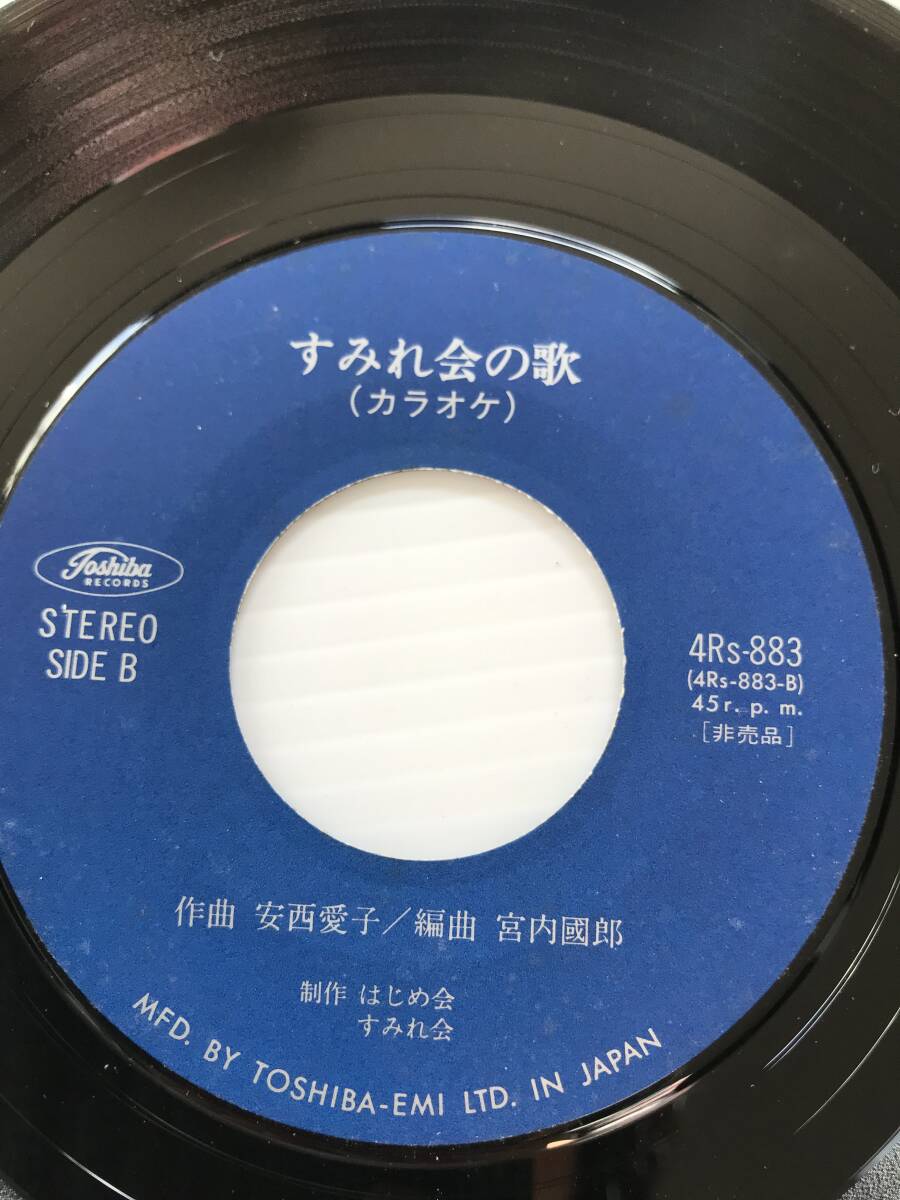 すみれ会の歌
(カラオケ)
Toshiba
RECORDS
STEREO
SIDE B
4Rs-883
(4Rs-883-B)
45 r. p. m.
[非売品]
作曲 安西愛子/編曲 宮内國郎
制作 はじめ会
すみれ会
MFD. BY TOSHIBA-EMI LTD. IN JAPAN